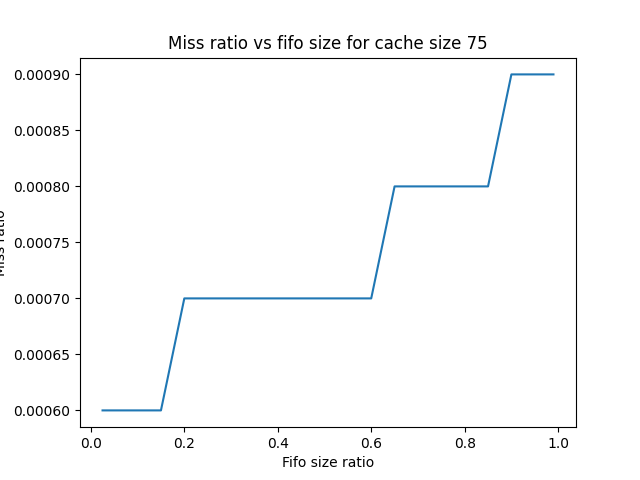 Miss ratio vs fifo size for cache size 75
0.00090
0.00085
0.00080
0.00075
0.00070
0.00065
0.00060
Miss ratio
0.0 0.2 0.4 0.6 0.8 1.0
Fifo size ratio